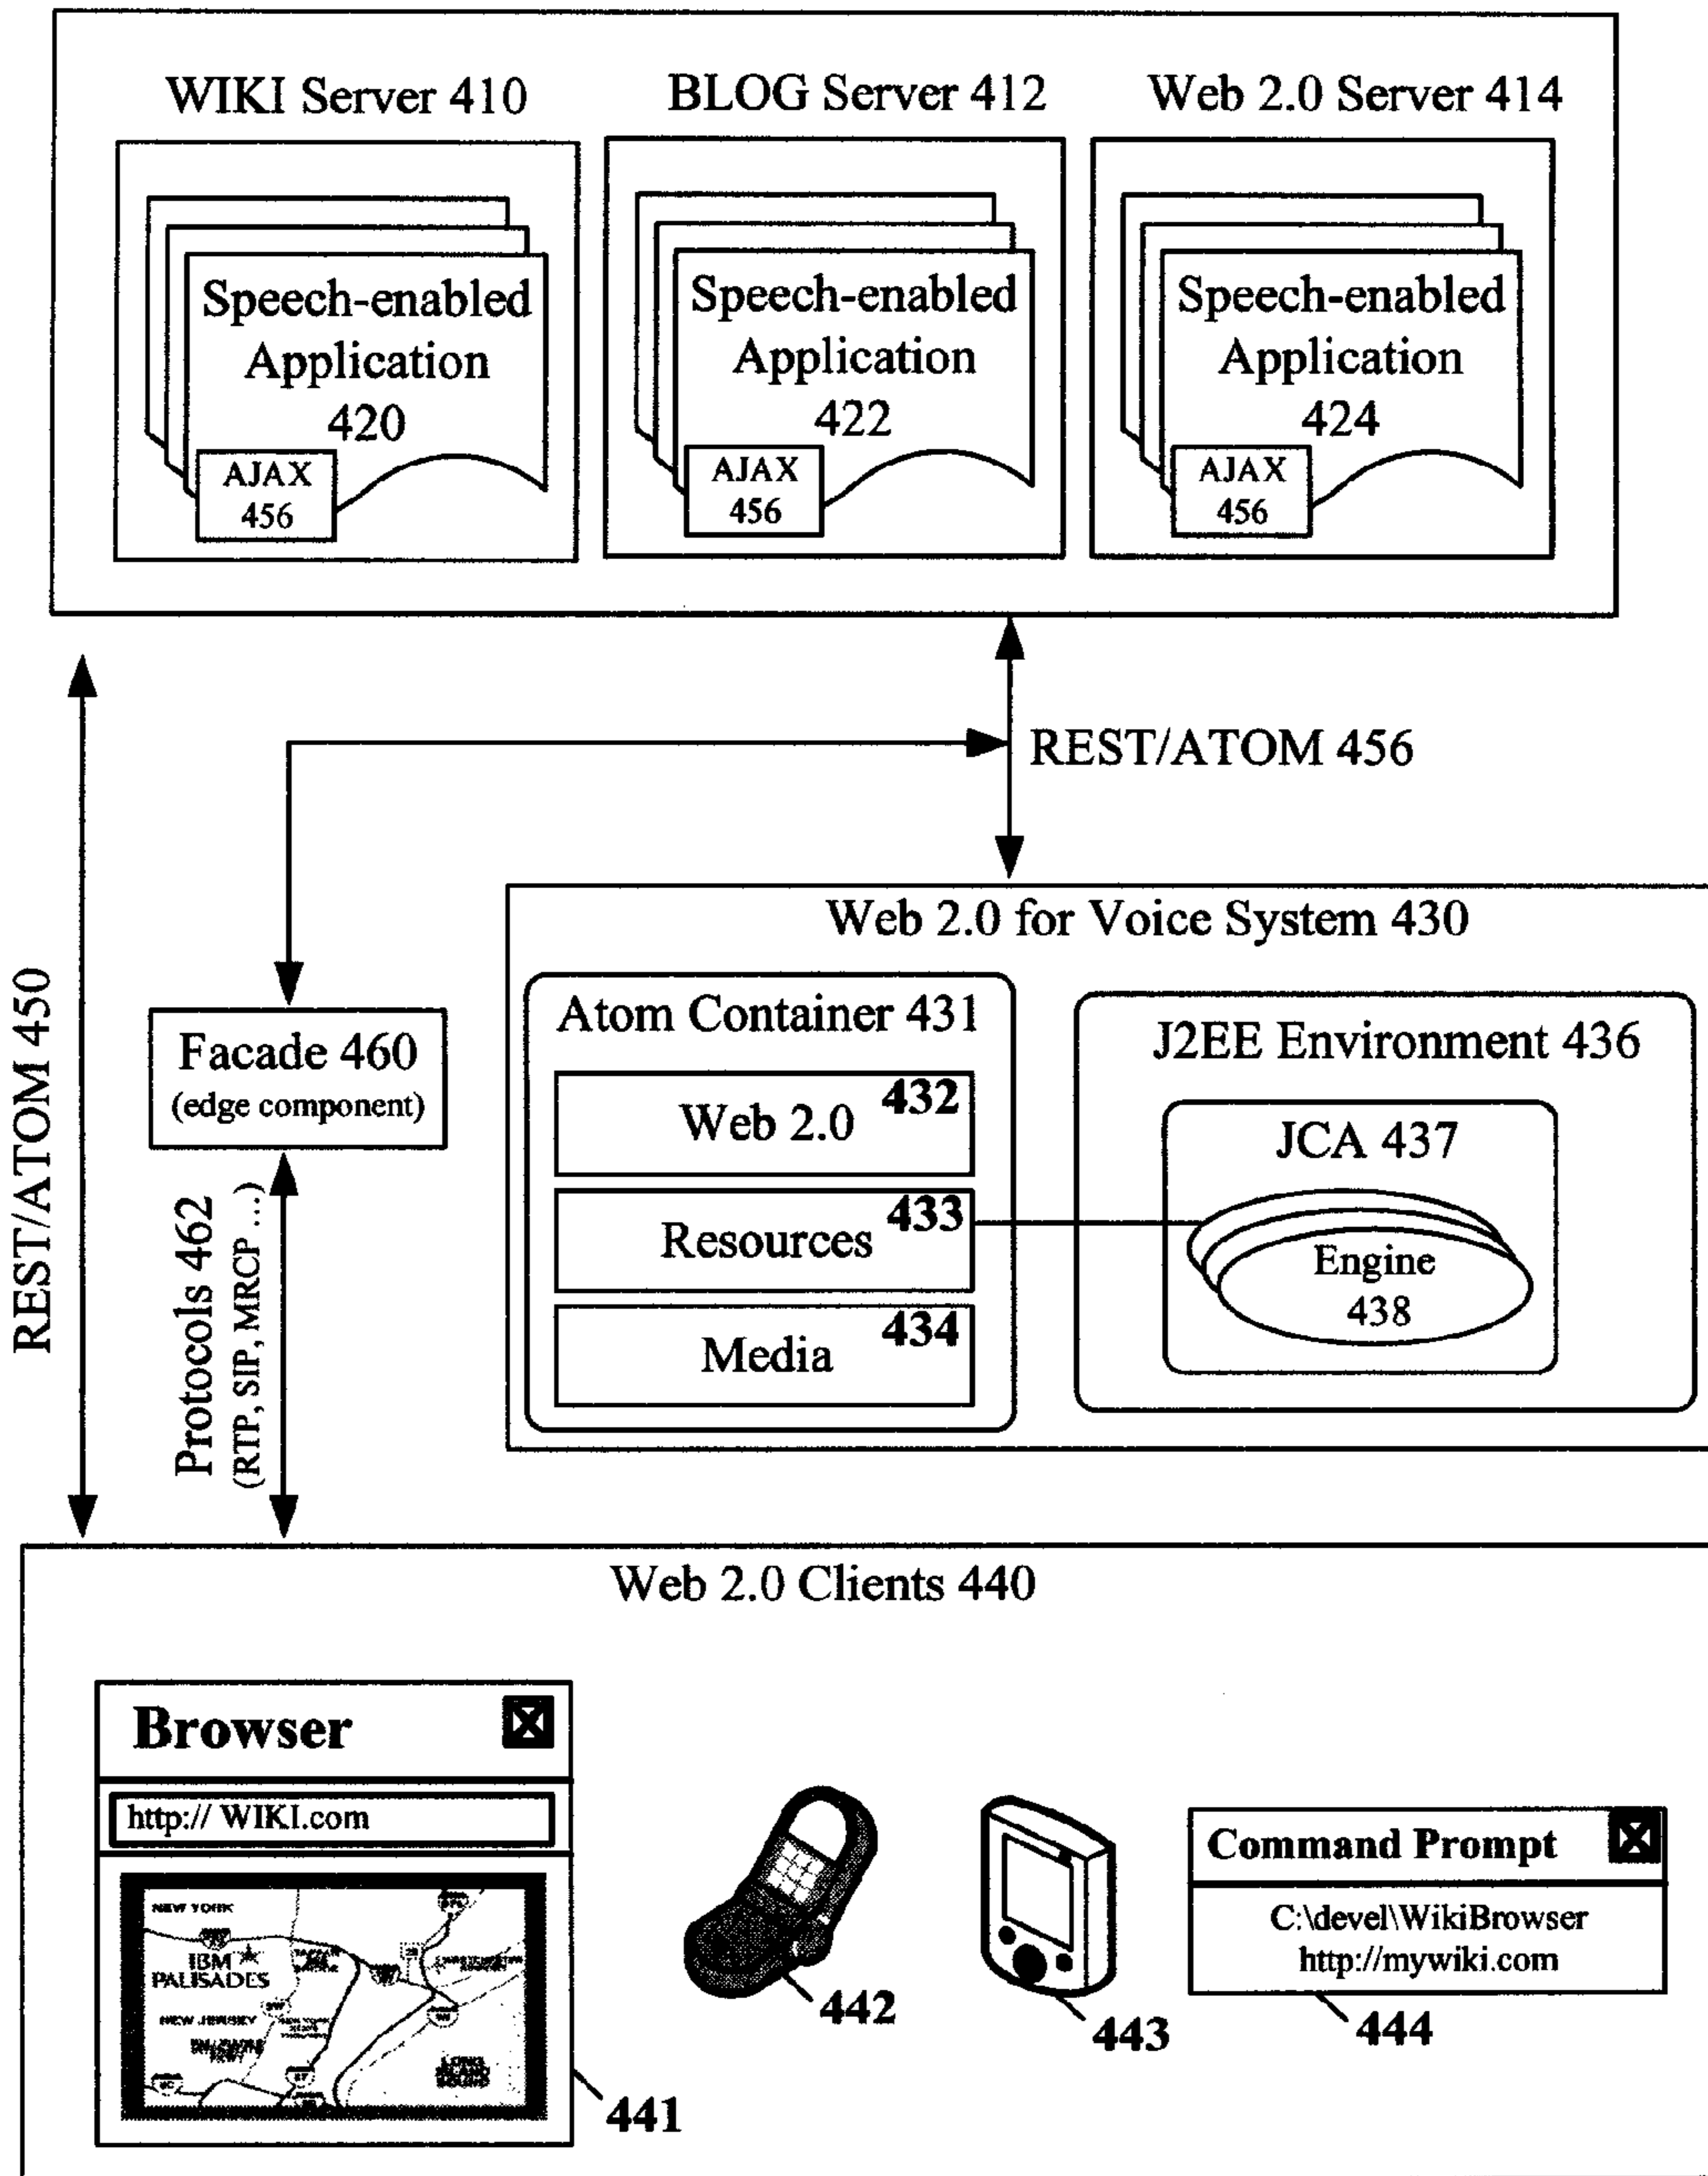 WIKI Server 410
BLOG Server 412
Web 2.0 Server 414
Speech-enabled
Application
420
AJAX
456
Speech-enabled
Application
422
AJAX
456
Speech-enabled
Application
424
AJAX
456
REST/ATOM 456
REST/ATOM 450
Facade 460
(edge component)
Protocols 462
(RTP, SIP, MRCP ...)
Web 2.0 for Voice System 430
Atom Container 431
432
Web 2.0
433
Resources
434
Media
J2EE Environment 436
JCA 437
Engine
438
Web 2.0 Clients 440
Browser
http:// WIKI.com
NEW YORK
IBM
PALISADES
NEW JERSEY
LONG
ISLAND
SOUND
441
442
443
Command Prompt
C:\devel\WikiBrowser
http://mywiki.com
444